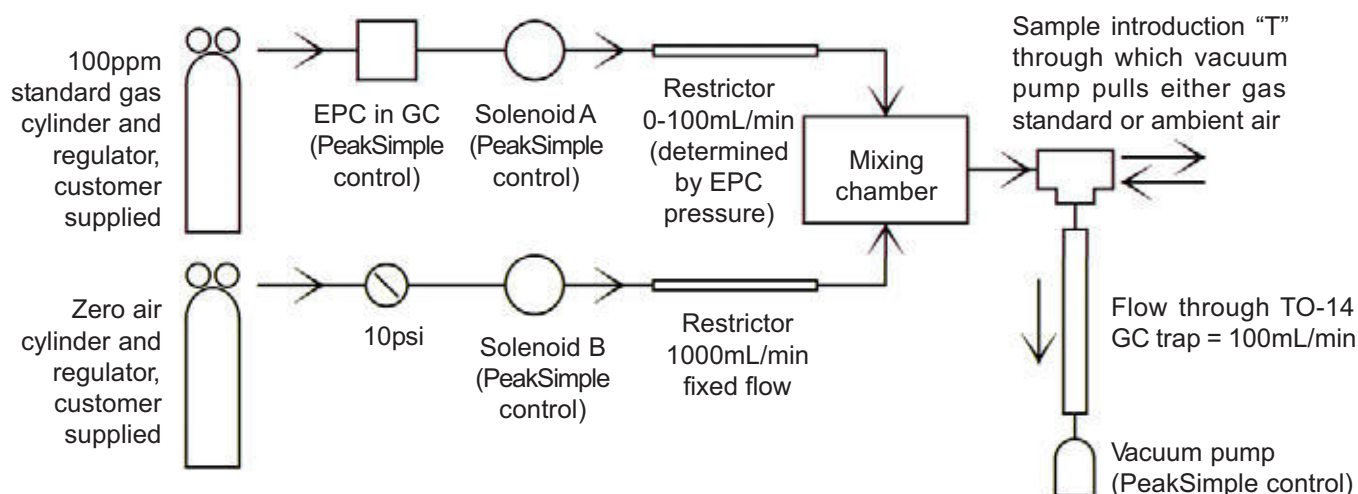 100ppm
standard gas
cylinder and
regulator,
customer
supplied
EPC in GC
(PeakSimple
control)
Solenoid A
(PeakSimple
control)
Restrictor
0-100mL/min
(determined
by EPC
pressure)
Mixing
chamber
Sample introduction “T”
through which vacuum
pump pulls either gas
standard or ambient air
Zero air
cylinder and
regulator,
customer
supplied
10psi
Solenoid B
(PeakSimple
control)
Restrictor
1000mL/min
fixed flow
Flow through TO-14
GC trap = 100mL/min
Vacuum pump
(PeakSimple control)